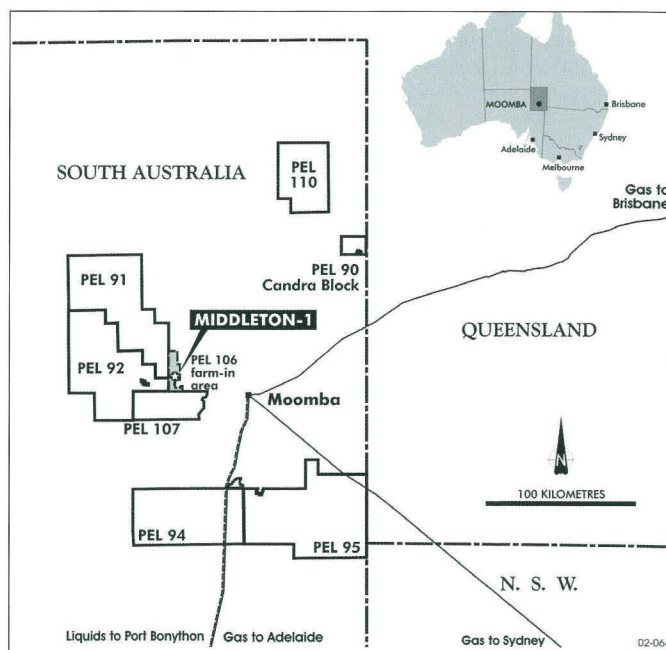 MOOMBA
Brisbane
Sydney
Adelaide
Melbourne
SOUTH AUSTRALIA
PEL
110
Gas to
Brisbane
PEL 90
Candra Block
PEL 91
MIDDLETON-1
QUEENSLAND
PEL 92
PEL 106
farm-in
area
Moomba
PEL 107
N
100 KILOMETRES
PEL 94
PEL 95
N. S. W.
Liquids to Port Bonython
Gas to Adelaide
Gas to Sydney